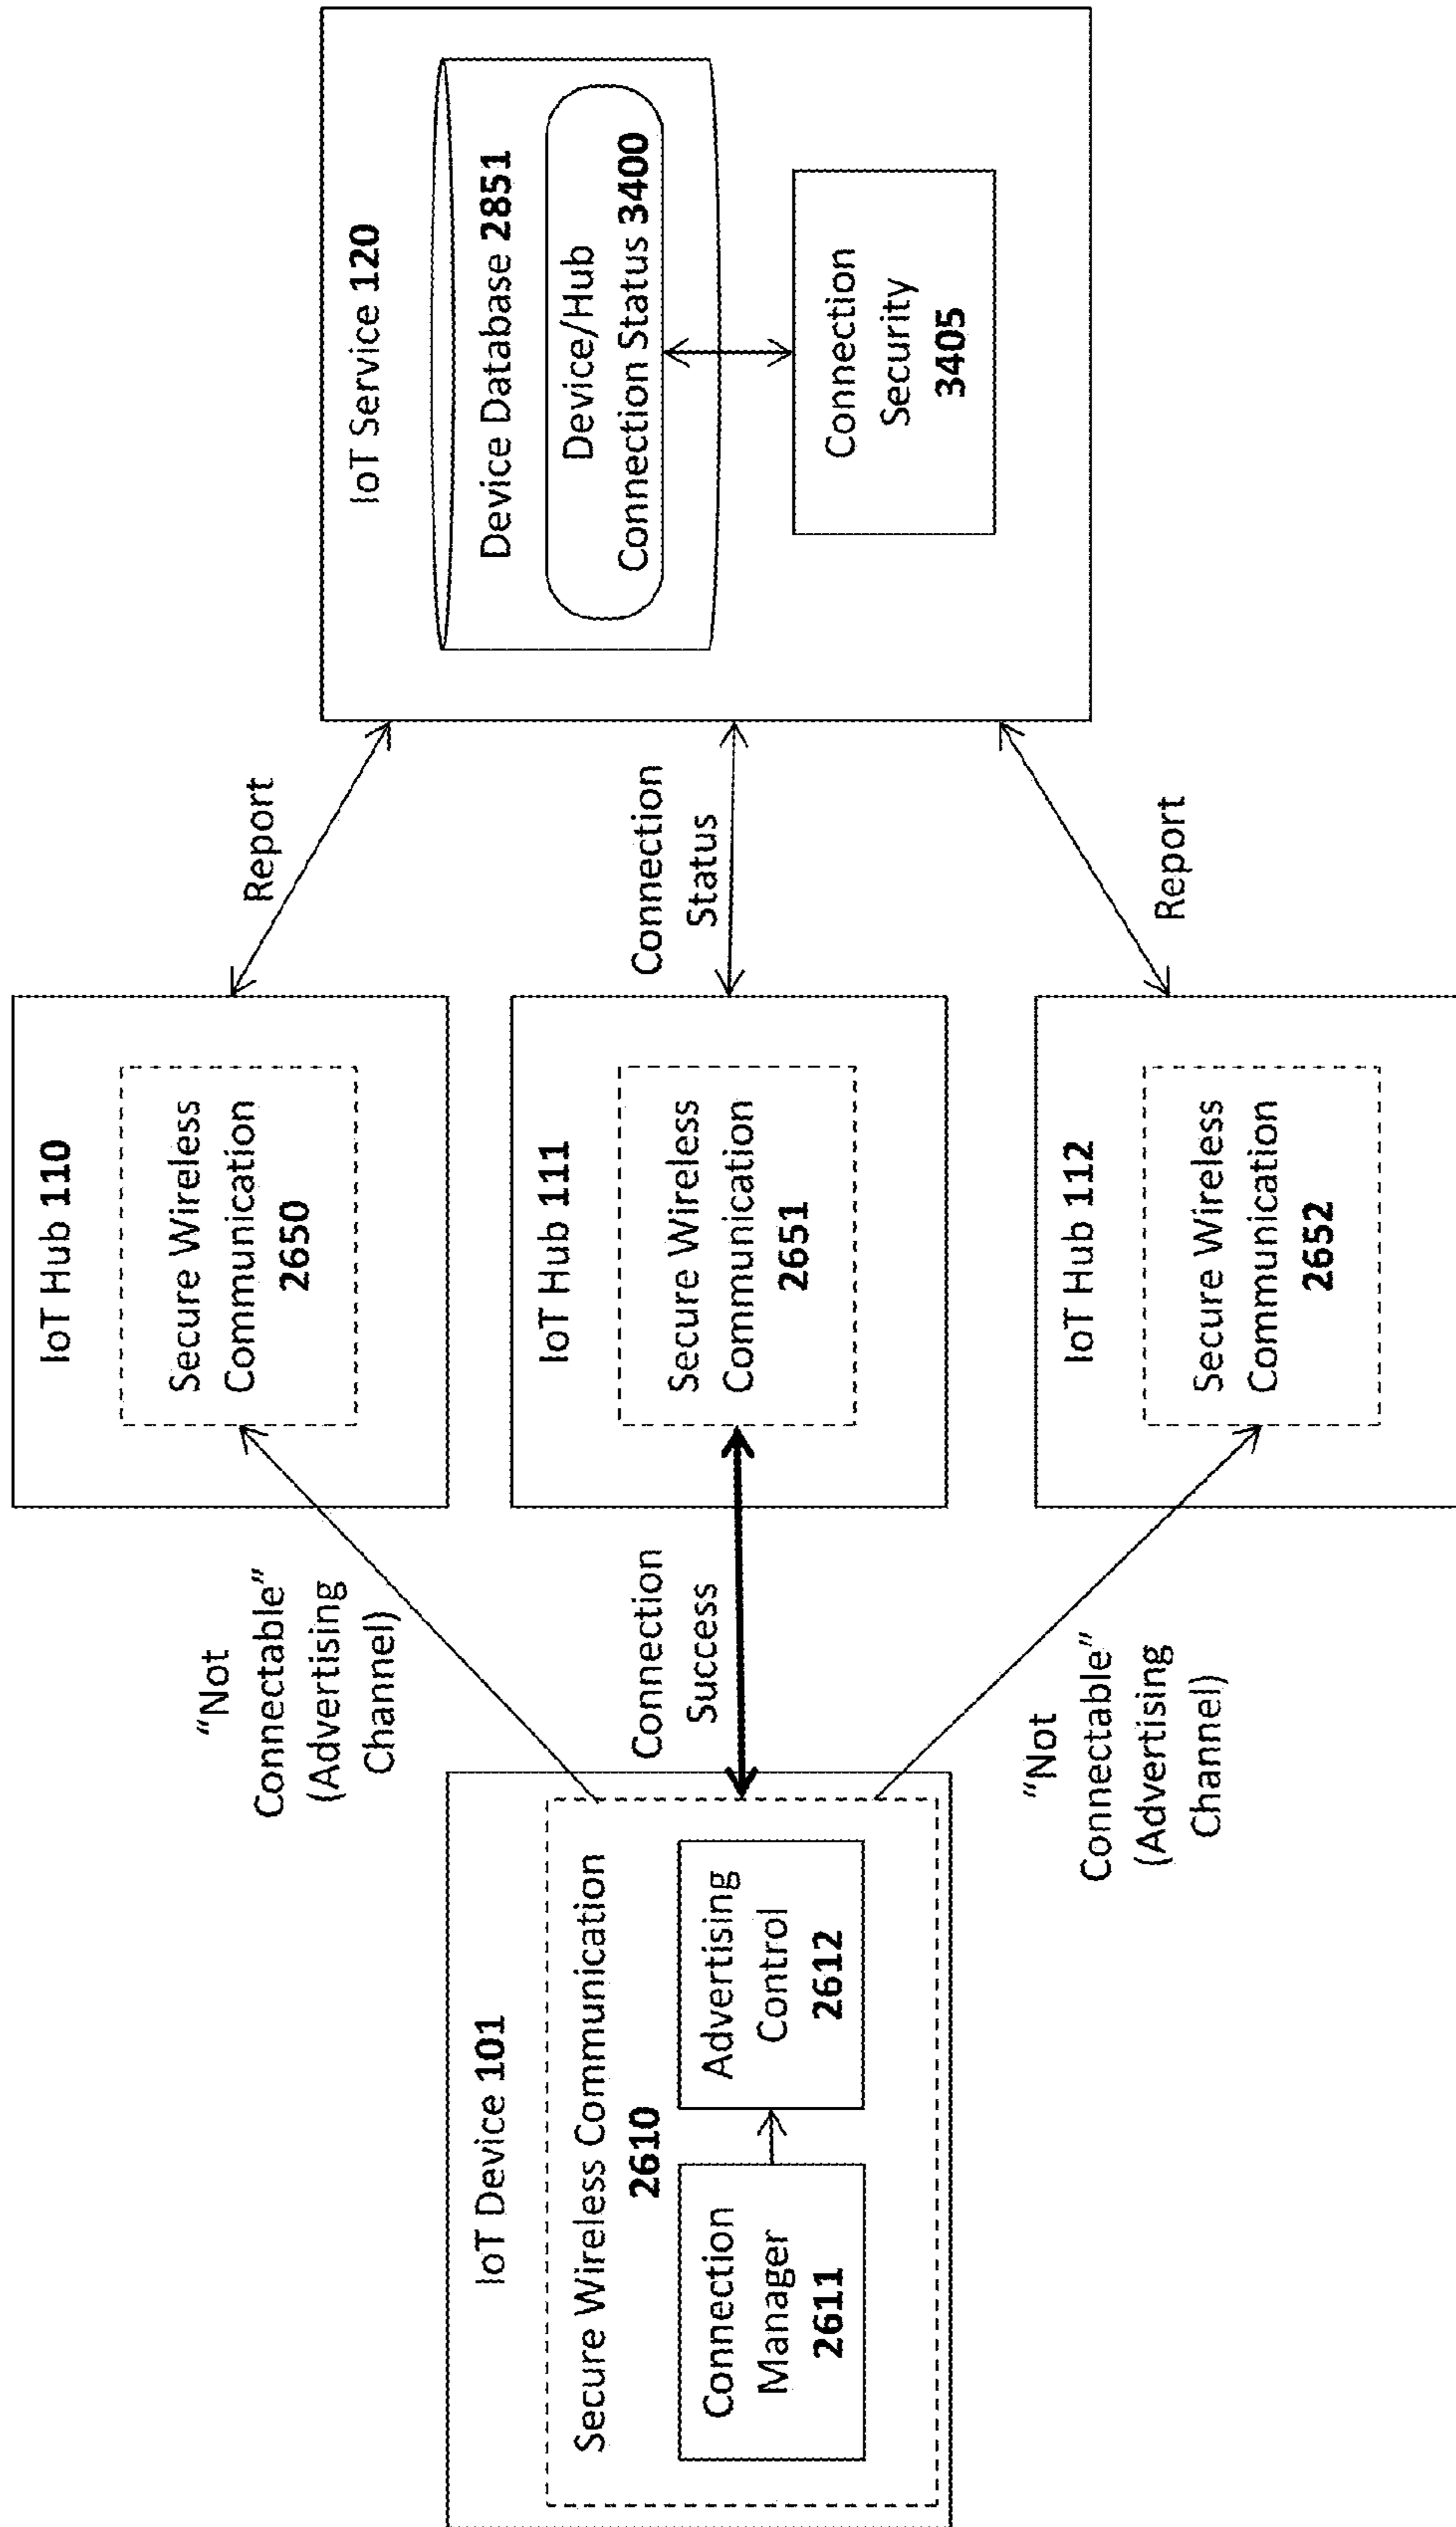 IoT Device 101
Secure Wireless Communication
2610
Connection
Manager
2611
Advertising
Control
2612
"Not
Connectable"
(Advertising
Channel)
Connection
Success
"Not
Connectable"
(Advertising
Channel)
IoT Hub 110
Secure Wireless
Communication
2650
IoT Hub 111
Secure Wireless
Communication
2651
IoT Hub 112
Secure Wireless
Communication
2652
Report
Connection
Status
Report
IoT Service 120
Device Database 2851
Device/Hub
Connection Status 3400
Connection
Security
3405